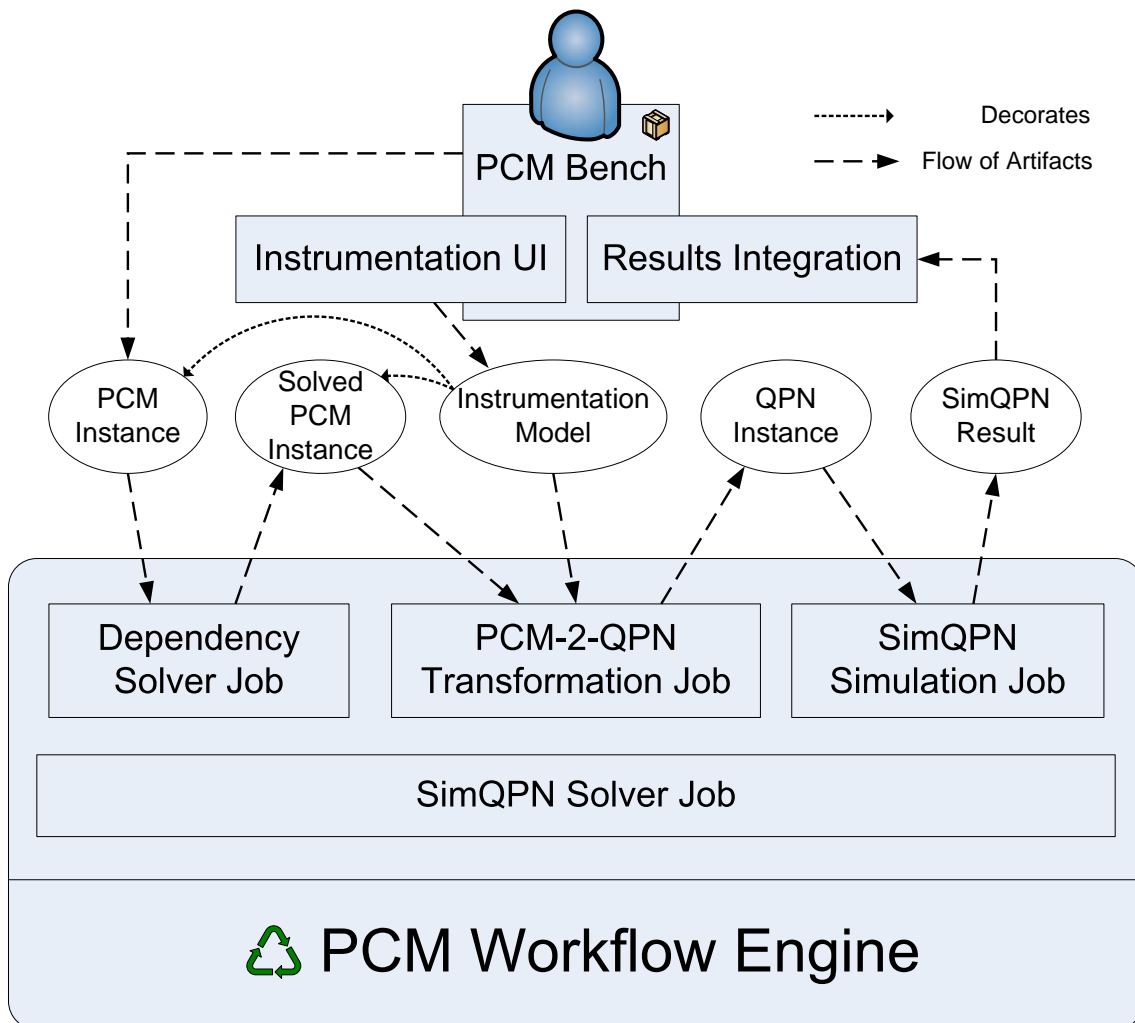 Decorates
Flow of Artifacts
PCM Bench
Instrumentation UI
Results Integration
PCM
Instance
Solved
PCM
Instance
Instrumentation
Model
QPN
Instance
SimQPN
Result
Dependency
Solver Job
PCM-2-QPN
Transformation Job
SimQPN
Simulation Job
SimQPN Solver Job
PCM Workflow Engine